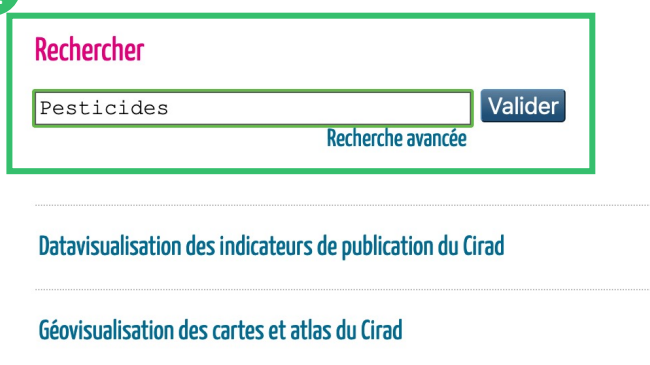 Rechercher
Pesticides
Valider
Recherche avancée
Datavisualisation des indicateurs de publication du Cirad
Géovisualisation des cartes et atlas du Cirad